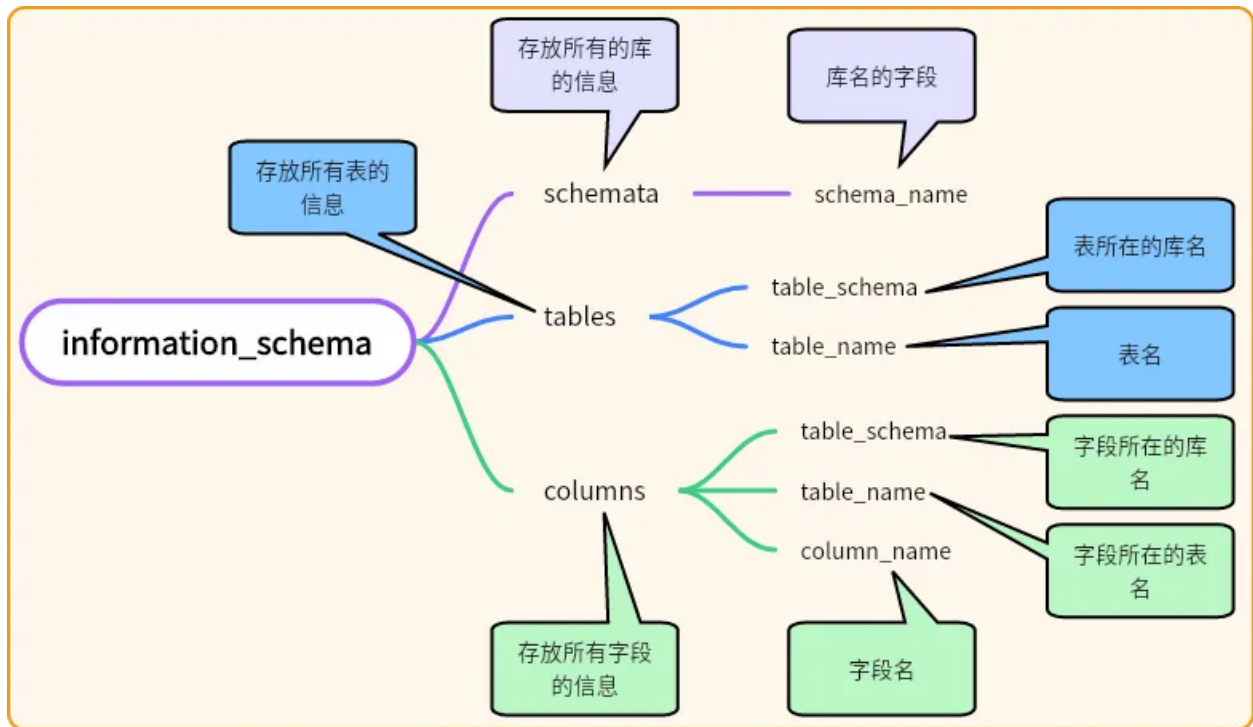 存放所有的库
的信息
库名的字段
存放所有表的
信息
schemata
schema_name
表所在的库名
table_schema
tables
information_schema
table_name
表名
table_schema
字段所在的库
名
columns
table_name
column_name
字段所在的表
名
存放所有字段
的信息
字段名